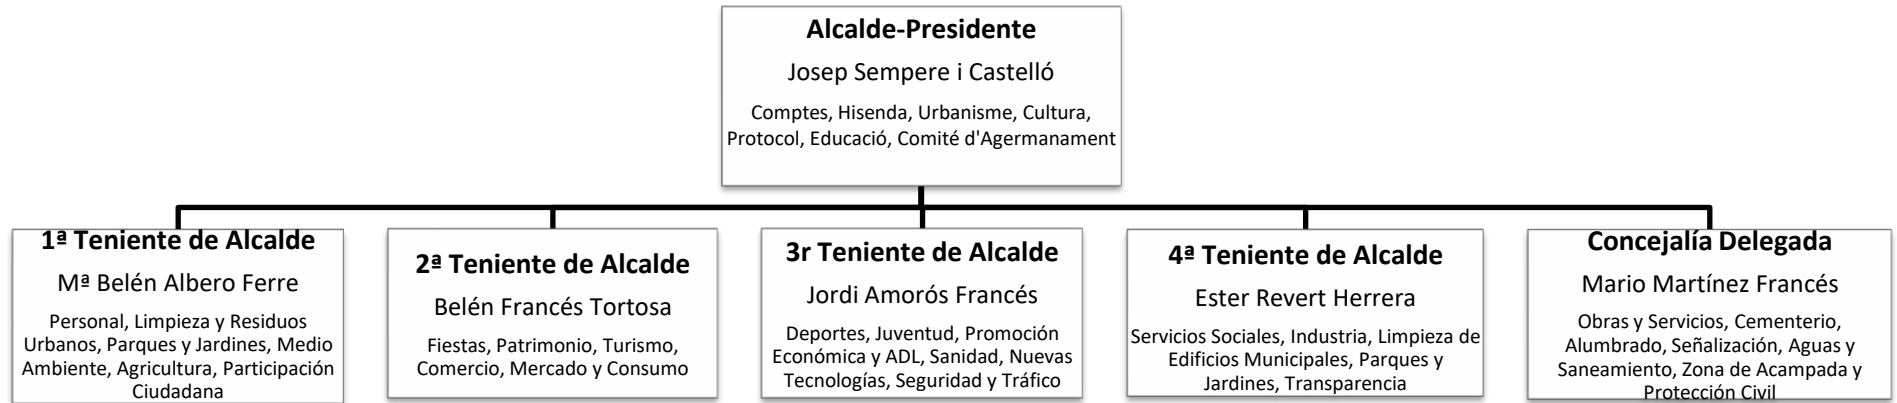 Alcalde-Presidente
Josep Sempere i Castelló
Comptes, Hisenda, Urbanisme, Cultura,
Protocol, Educació, Comité d'Agermanament
1ª Teniente de Alcalde
Mª Belén Albero Ferre
Personal, Limpieza y Residuos
Urbanos, Parques y Jardines, Medio
Ambiente, Agricultura, Participación
Ciudadana
2ª Teniente de Alcalde
Belén Francés Tortosa
Fiestas, Patrimonio, Turismo,
Comercio, Mercado y Consumo
3r Teniente de Alcalde
Jordi Amorós Francés
Deportes, Juventud, Promoción
Económica y ADL, Sanidad, Nuevas
Tecnologías, Seguridad y Tráfico
4ª Teniente de Alcalde
Ester Revert Herrera
Servicios Sociales, Industria, Limpieza de
Edificios Municipales, Parques y
Jardines, Transparencia
Concejalía Delegada
Mario Martínez Francés
Obras y Servicios, Cementerio,
Alumbrado, Señalización, Aguas y
Saneamiento, Zona de Acampada y
Protección Civil